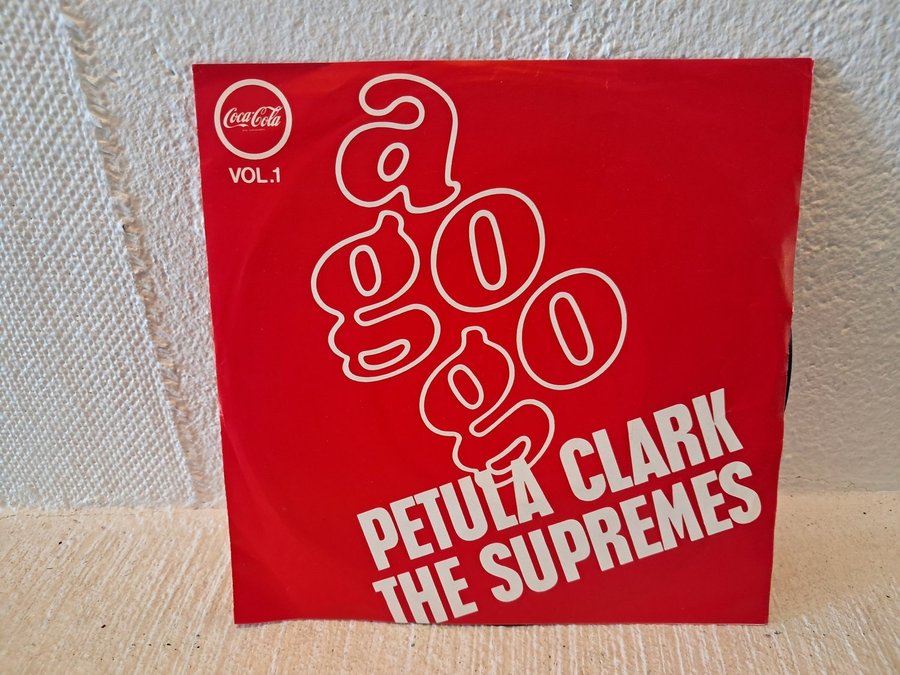 Coca-Cola
VOL.1
a
go
go
PETULA CLARK
THE SUPREMES